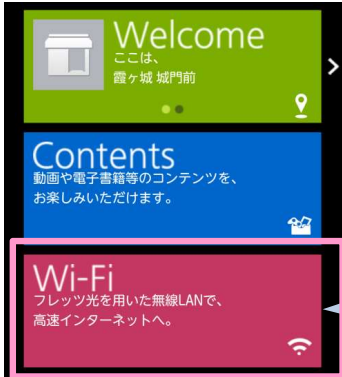 Welcome
ここは、
霞ヶ城 城門前
Contents
動画や電子書籍等のコンテンツを、
お楽しみいただけます。
Wi-Fi
フレッツ光を用いた無線LANで、
高速インターネットへ。